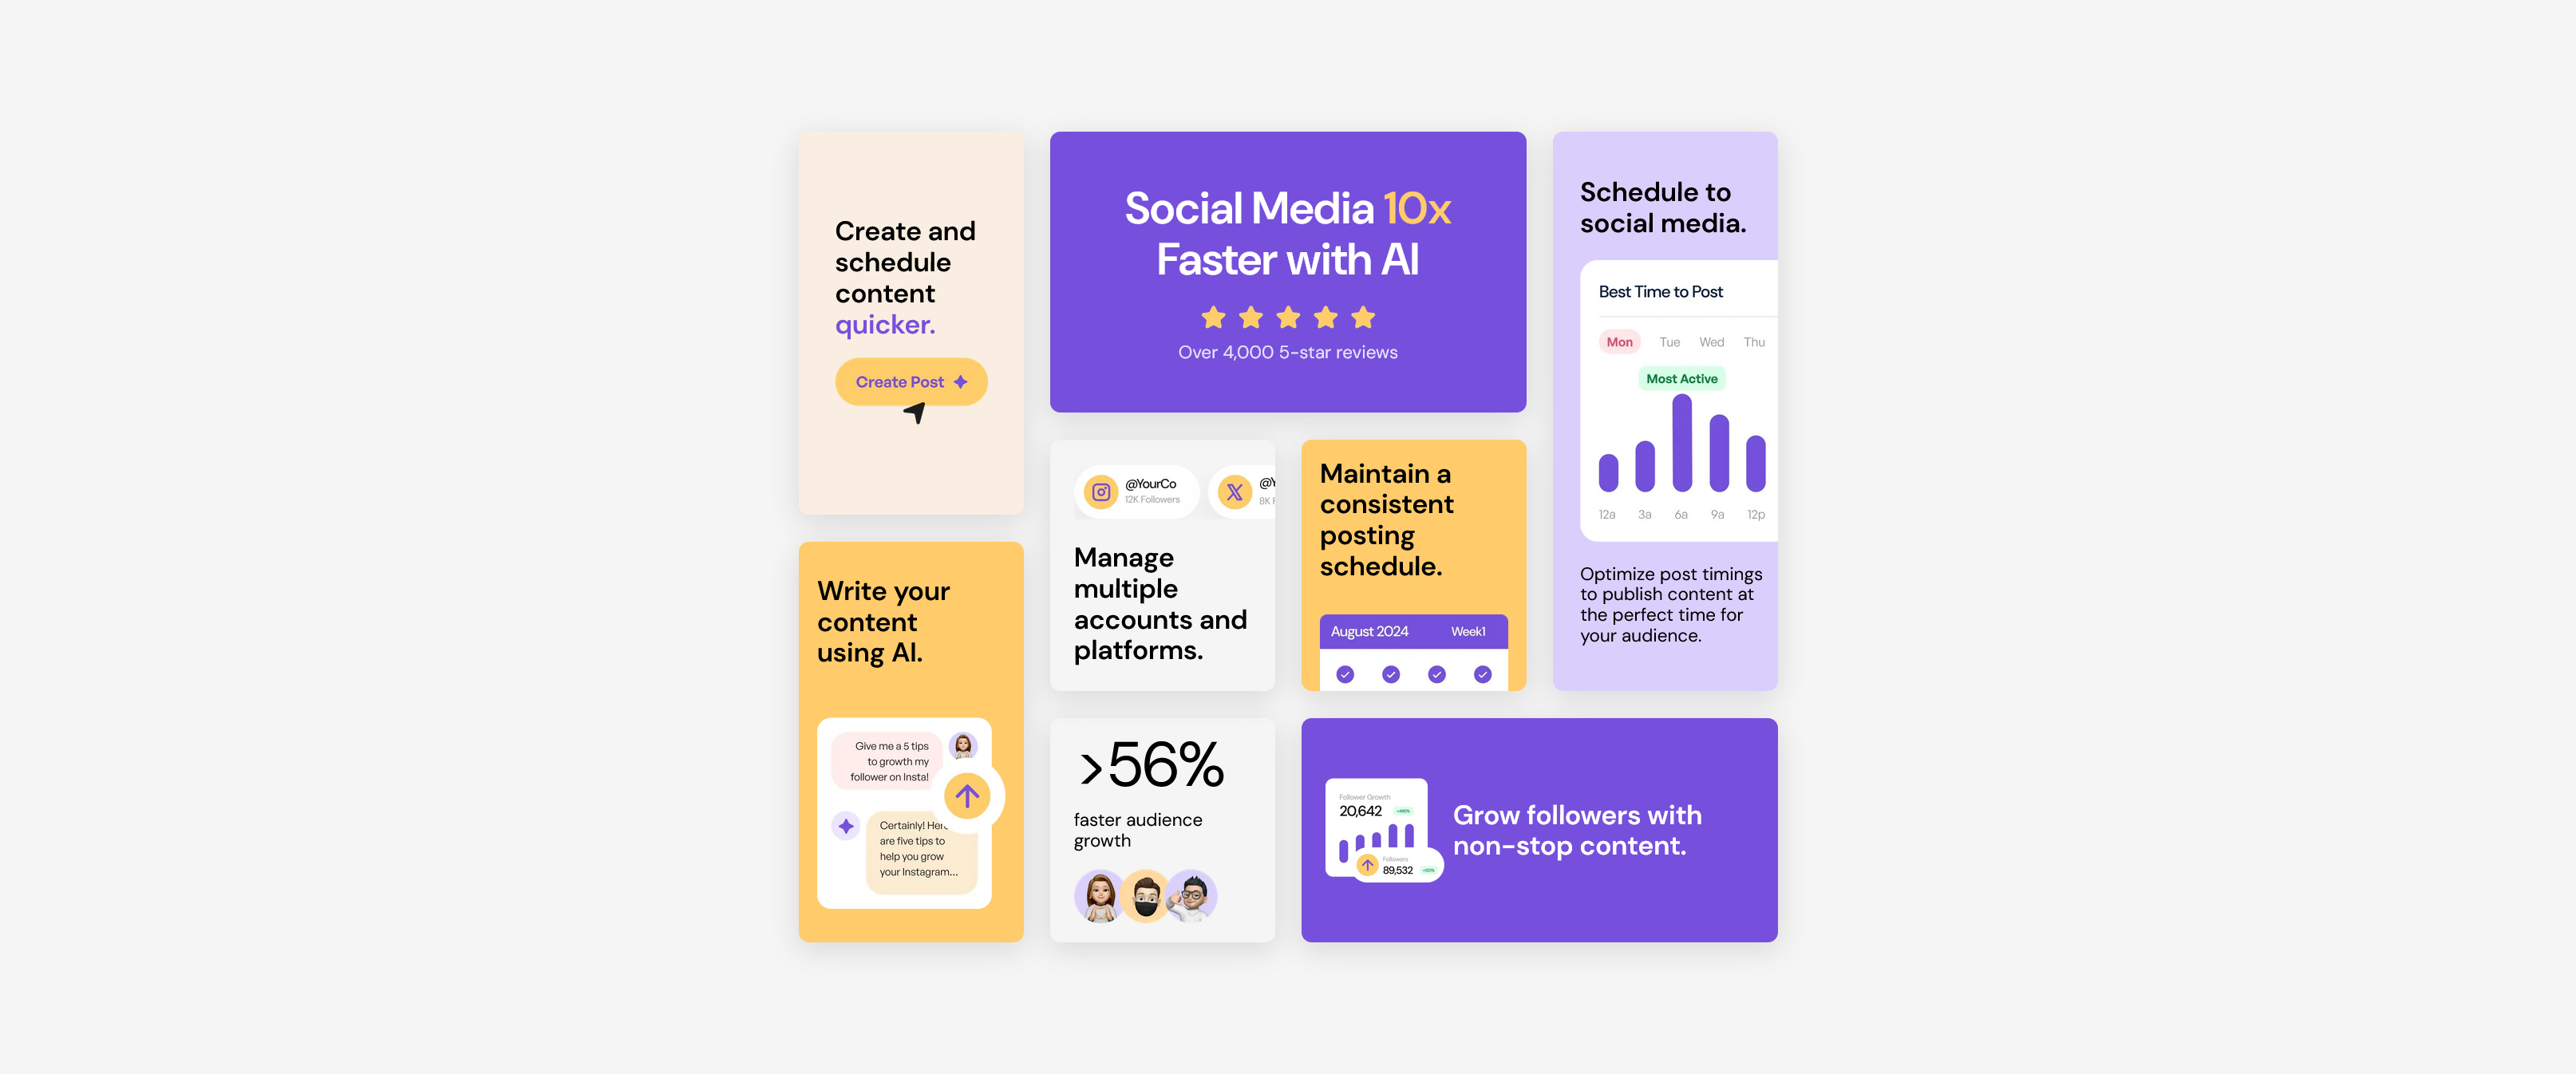 Create and
schedule
content
quicker.
Create Post
Social Media 10x
Faster with AI
Over 4,000 5-star reviews
Schedule to
social media.
Best Time to Post
Mon Tue Wed Thu
Most Active
12a 3a 6a 9a 12p
Optimize post timings
to publish content at
the perfect time for
your audience.
@YourCo
12K Followers
8K
Manage
multiple
accounts and
platforms.
Maintain a
consistent
posting
schedule.
August 2024 Week1
Write your
content
using AI.
Give me a 5 tips
to growth my
follower on Insta!
Certainly! Here
are five tips to
help you grow
your Instagram...
>56%
faster audience
growth
Follower Growth
20,642
Followers
89,532
Grow followers with
non-stop content.